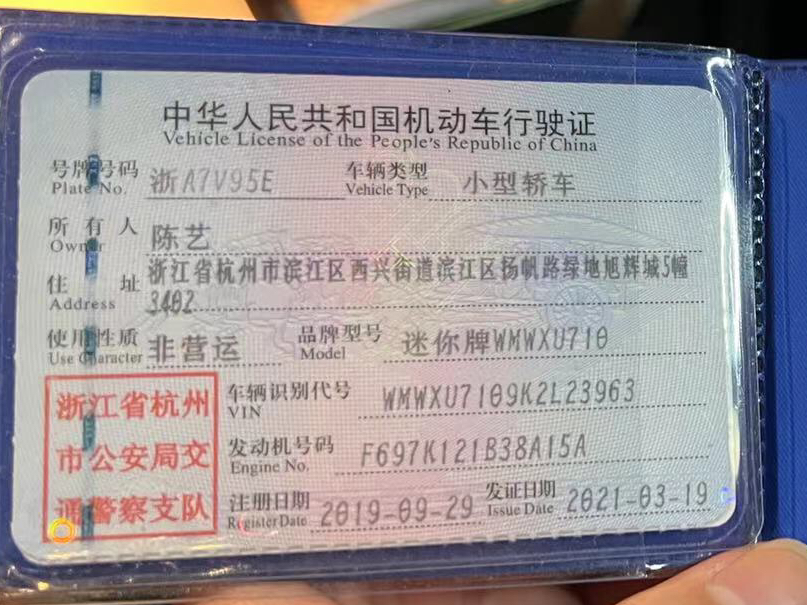 中华人民共和国机动车行驶证
Vehicle License of the People's Republic of China
号牌号码 浙A7V95E 车辆类型 小型轿车
Plate No. Vehicle Type
所有人 陈艺
Owner
住址 浙江省杭州市滨江区西兴街道滨江区扬帆路绿地旭辉城5幢
Address 3402
使用性质 非营运 品牌型号 迷你牌WMWXU710
Use Character Model
浙江省杭州 车辆识别代号 WMWXU7109K2L23963
VIN
市公安局交 发动机号码 F697K121B38A15A
Engine No.
通警察支队 注册日期 2019-09-29 发证日期 2021-03-19
Register Date Issue Date